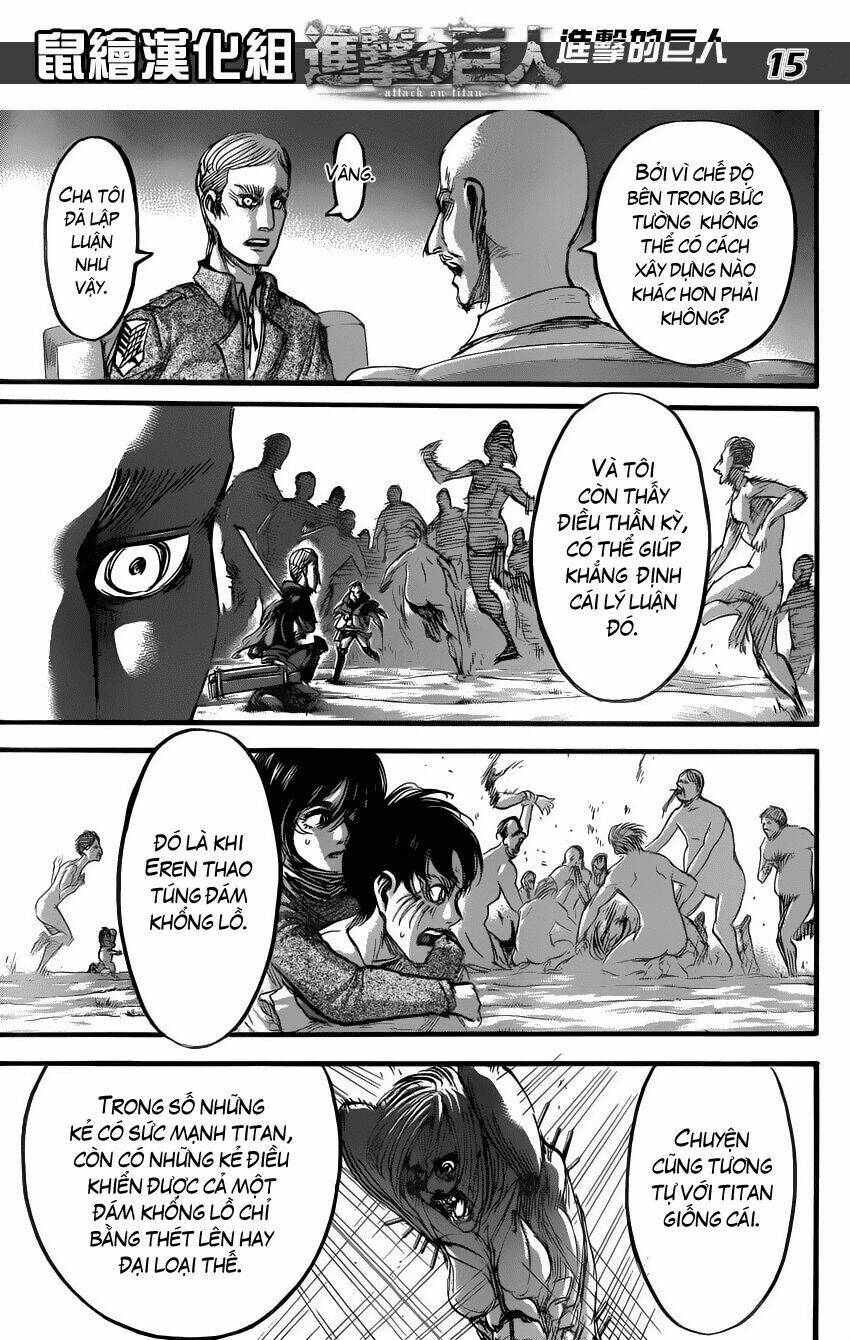 鼠繪漢化組 進撃の巨人 進擊的巨人 15
attack on titan
BỞI VÌ CHẾ ĐỘ
BÊN TRONG BỨC
TƯỜNG KHÔNG
THỂ CÓ CÁCH
XÂY DỰNG NÀO
KHÁC HƠN PHẢI
KHÔNG?
VÂNG.
CHA TÔI
ĐÃ LẬP
LUẬN NHƯ
VẬY.
VÀ TÔI
CÒN THẤY
ĐIỀU THẦN KỲ,
CÓ THỂ GIÚP
KHẲNG ĐỊNH
CÁI LÝ LUẬN
ĐÓ.
ĐÓ LÀ KHI
EREN THAO
TÚNG ĐÁM
KHỔNG LỒ.
CHUYỆN
CŨNG TƯƠNG
TỰ VỚI TITAN
GIỐNG CÁI.
TRONG SỐ NHỮNG
KẺ CÓ SỨC MẠNH TITAN,
CÒN CÓ NHỮNG KẺ ĐIỀU
KHIỂN ĐƯỢC CẢ MỘT
ĐÁM KHỔNG LỒ CHỈ
BẰNG THÉT LÊN HAY
ĐẠI LOẠI THẾ.